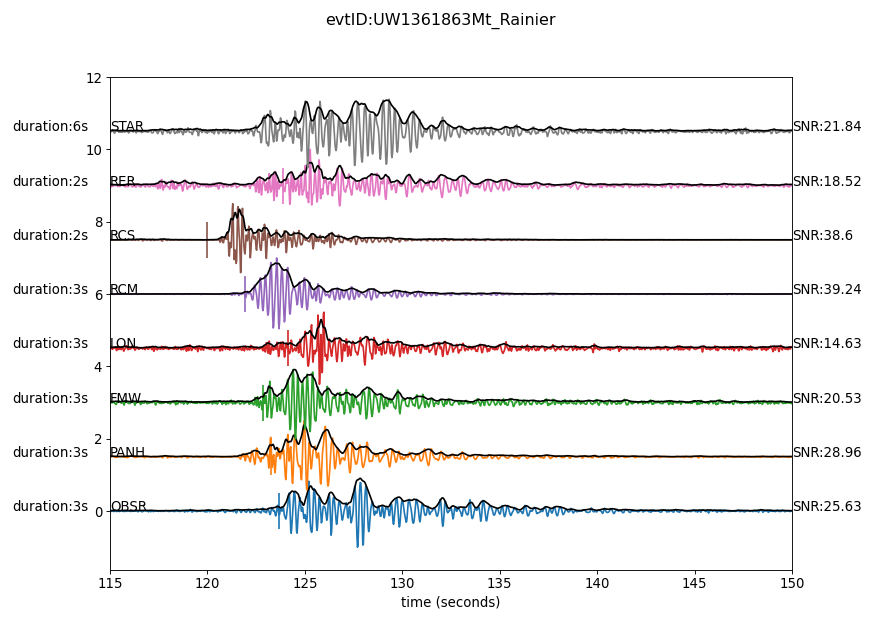 evtID:UW1361863Mt_Rainier
12
duration:6s STAR SNR:21.84
10
duration:2s RER SNR:18.52
8
duration:2s RCS SNR:38.6
duration:3s RCM SNR:39.24
6
duration:3s LON SNR:14.63
4
duration:3s FMW SNR:20.53
2
duration:3s PANH SNR:28.96
duration:3s OBSR SNR:25.63
0
115 120 125 130 135 140 145 150
time (seconds)